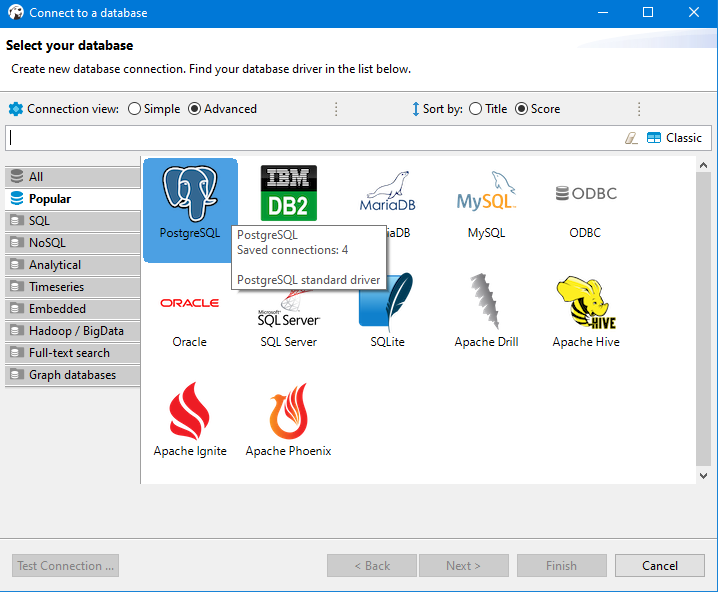 Connect to a database
Select your database
Create new database connection. Find your database driver in the list below.
Connection view: Simple Advanced Sort by: Title Score
Classic
All
Popular
SQL
NoSQL
Analytical
Timeseries
Embedded
Hadoop / BigData
Full-text search
Graph databases
PostgreSQL
IBM
DB2
MariaDB
MySQL
MySQL
ODBC
ODBC
PostgreSQL
Saved connections: 4
PostgreSQL standard driver
ORACLE
Oracle
Microsoft
SQL Server
SQL Server
SQLite
Apache Drill
HIVE
Apache Hive
Apache Ignite
Apache Phoenix
Test Connection ...
< Back
Next >
Finish
Cancel